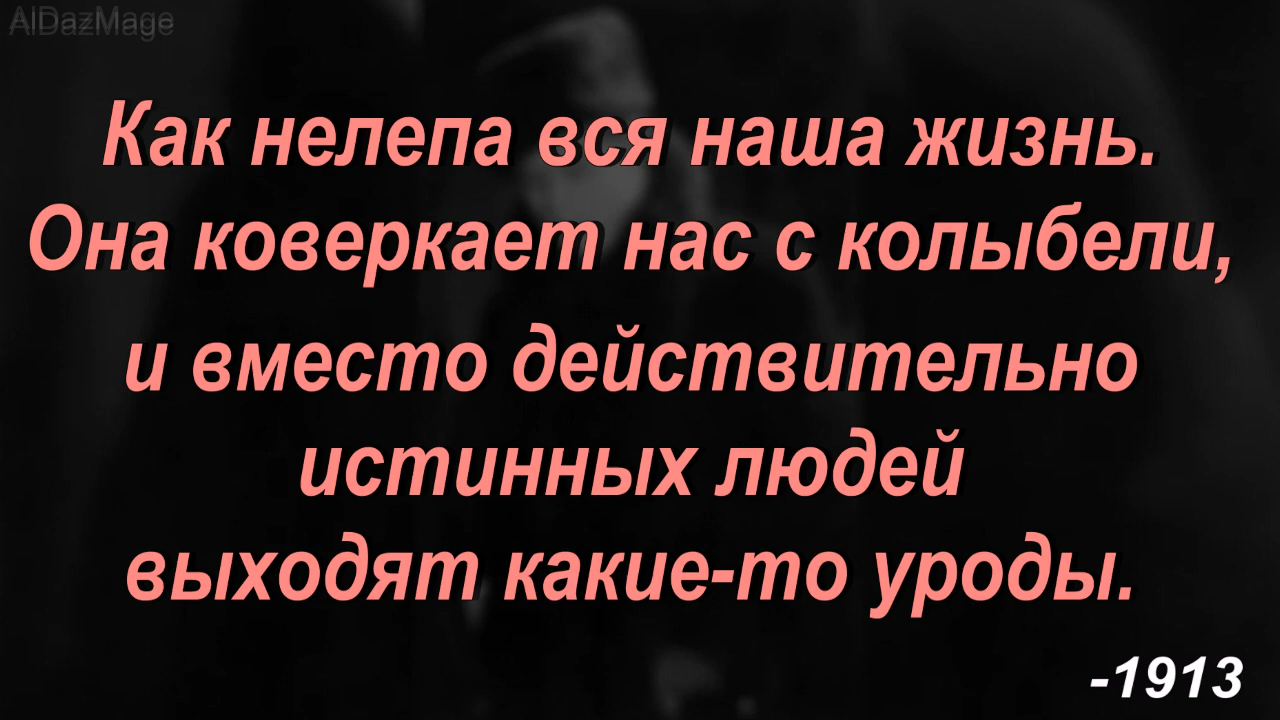 AlDazMage
Как нелепа вся наша жизнь.
Она коверкает нас с колыбели,
и вместо действительно
истинных людей
выходят какие-то уроды.
-1913